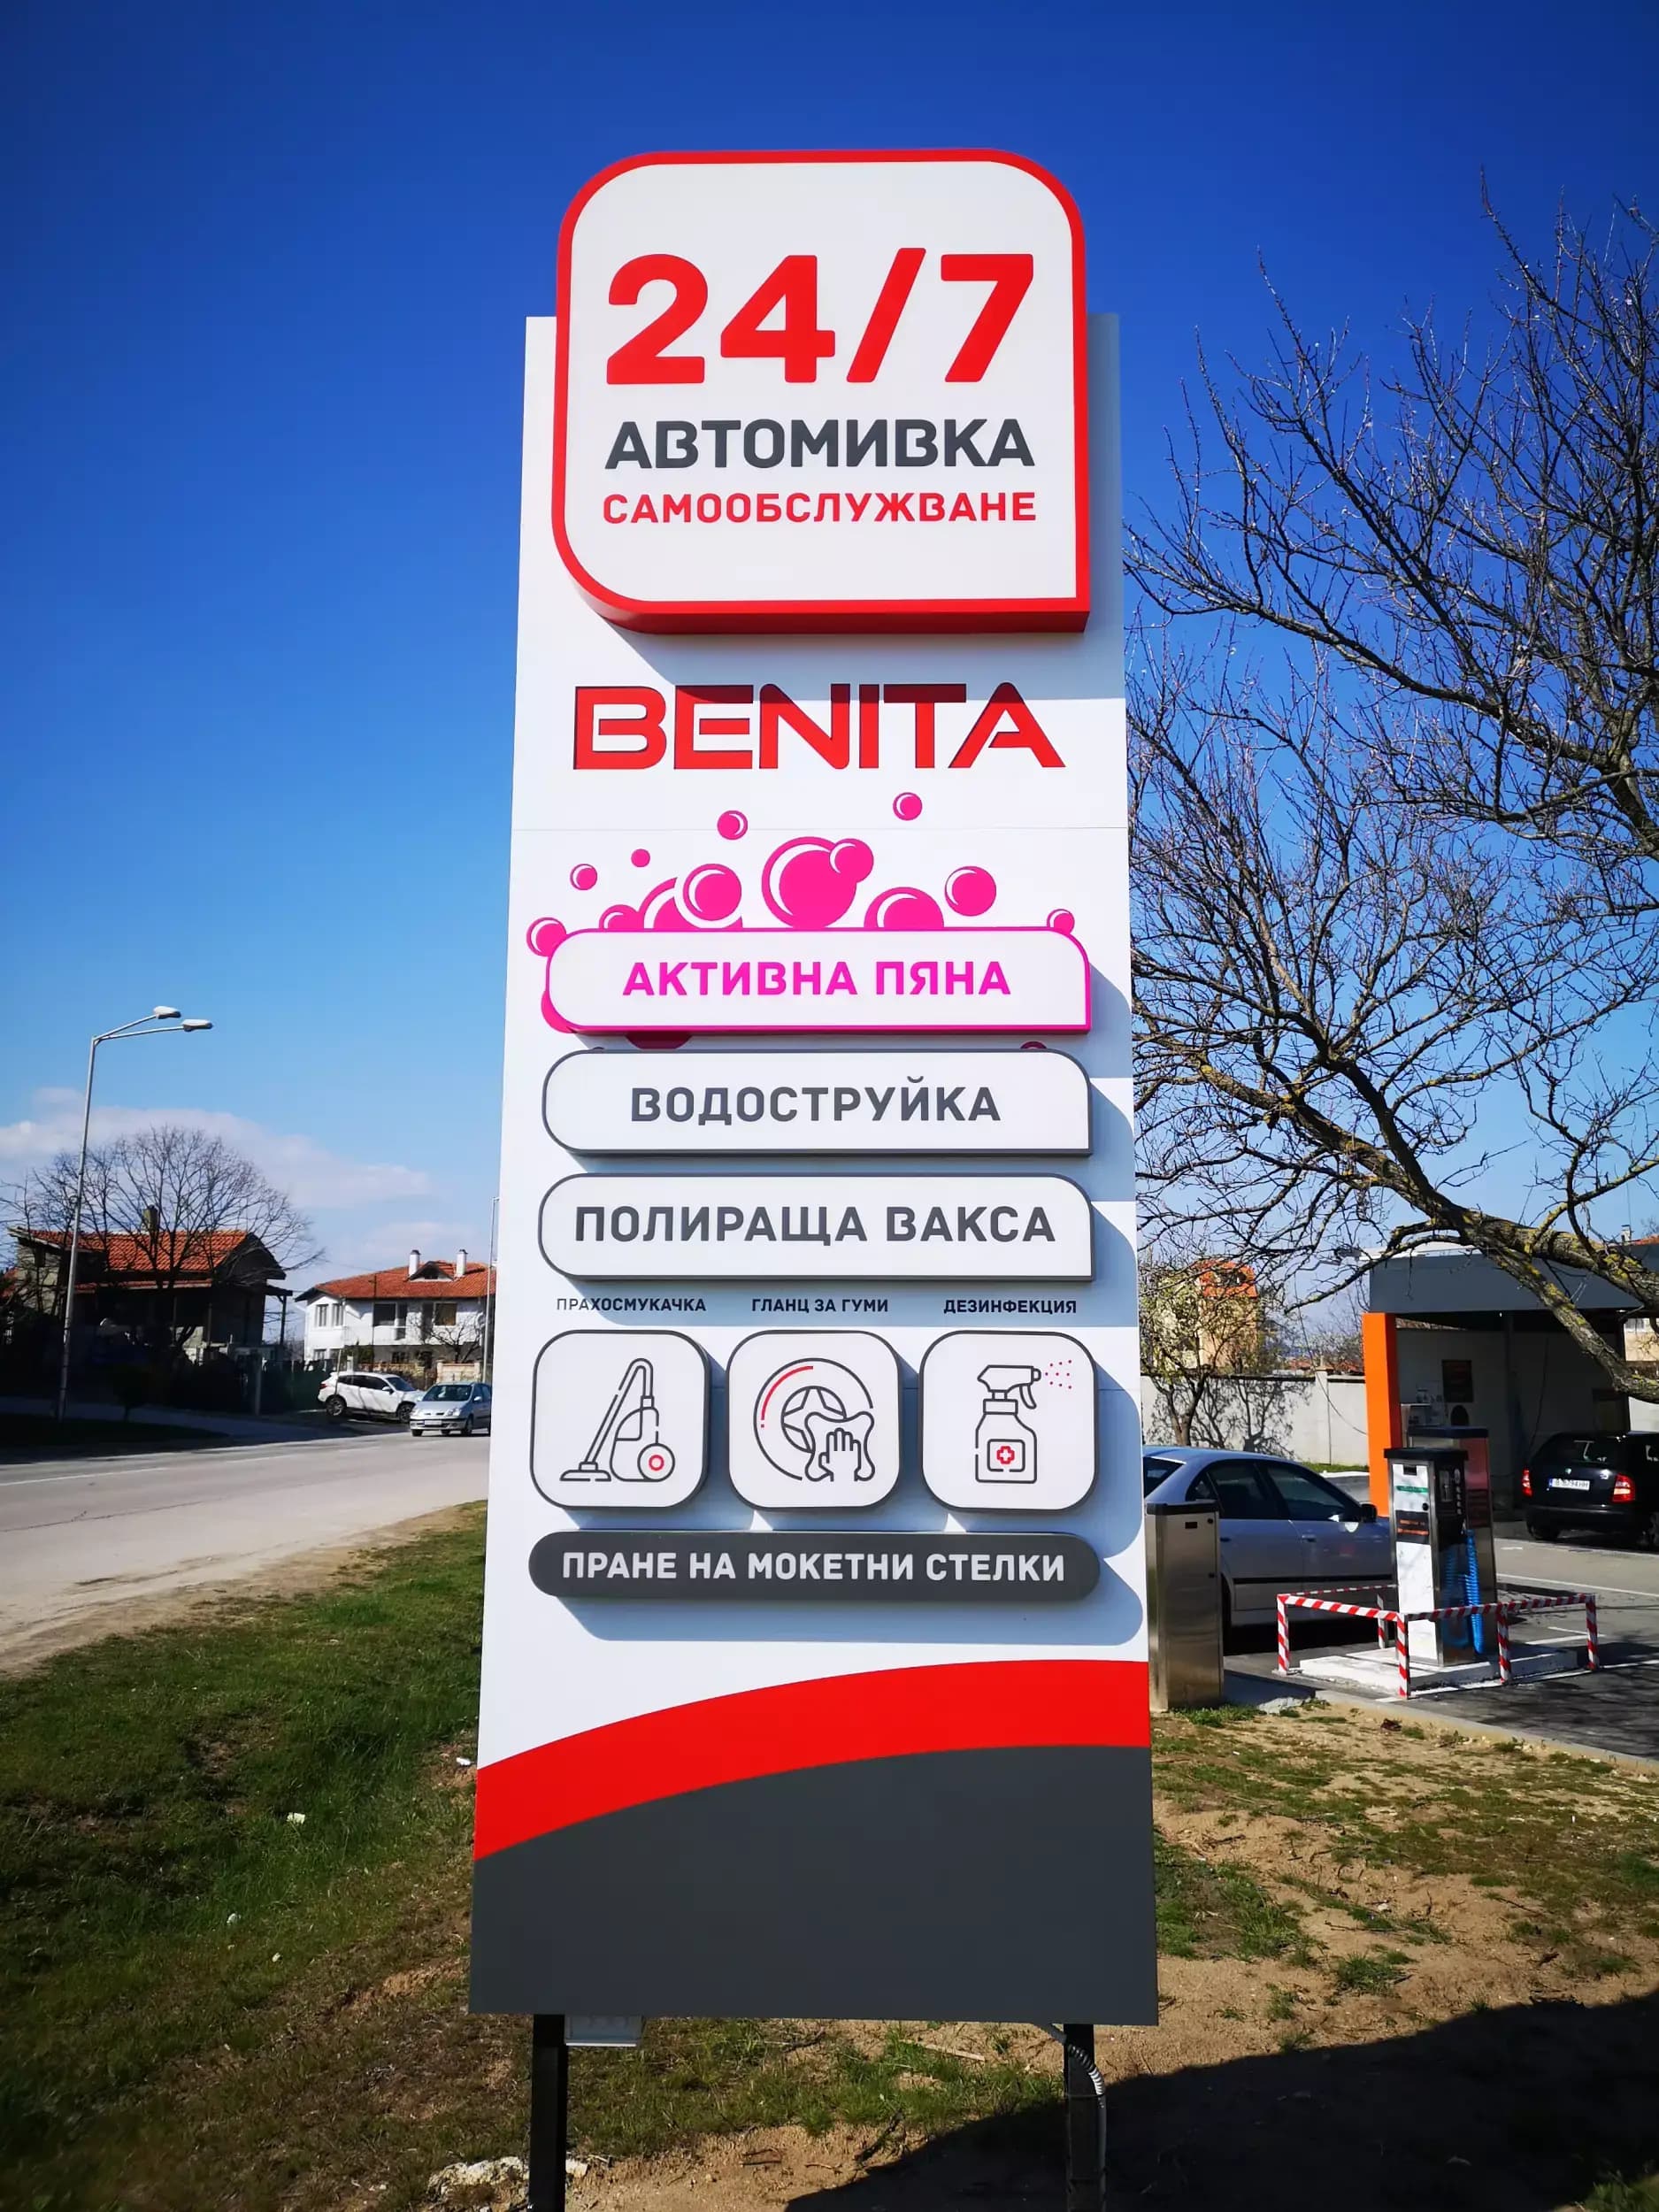 24/7
АВТОМИВКА
САМООБСЛУЖВАНЕ
BENITA
АКТИВНА ПЯНА
ВОДОСТРУЙКА
ПОЛИРАЩА ВАКСА
ПРАХОСМУКАЧКА ГЛАНЦ ЗА ГУМИ ДЕЗИНФЕКЦИЯ
ПРАНЕ НА МОКЕТНИ СТЕЛКИ